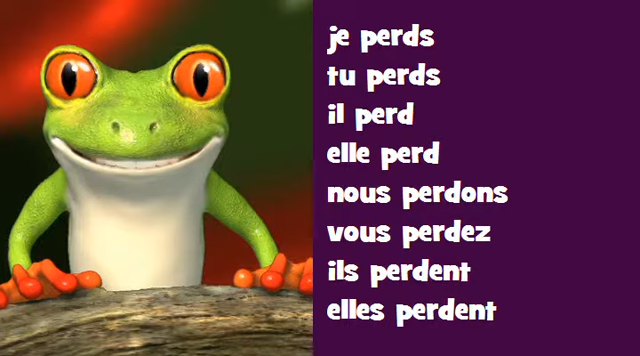 je perds
tu perds
il perd
elle perd
nous perdons
vous perdez
ils perdent
elles perdent